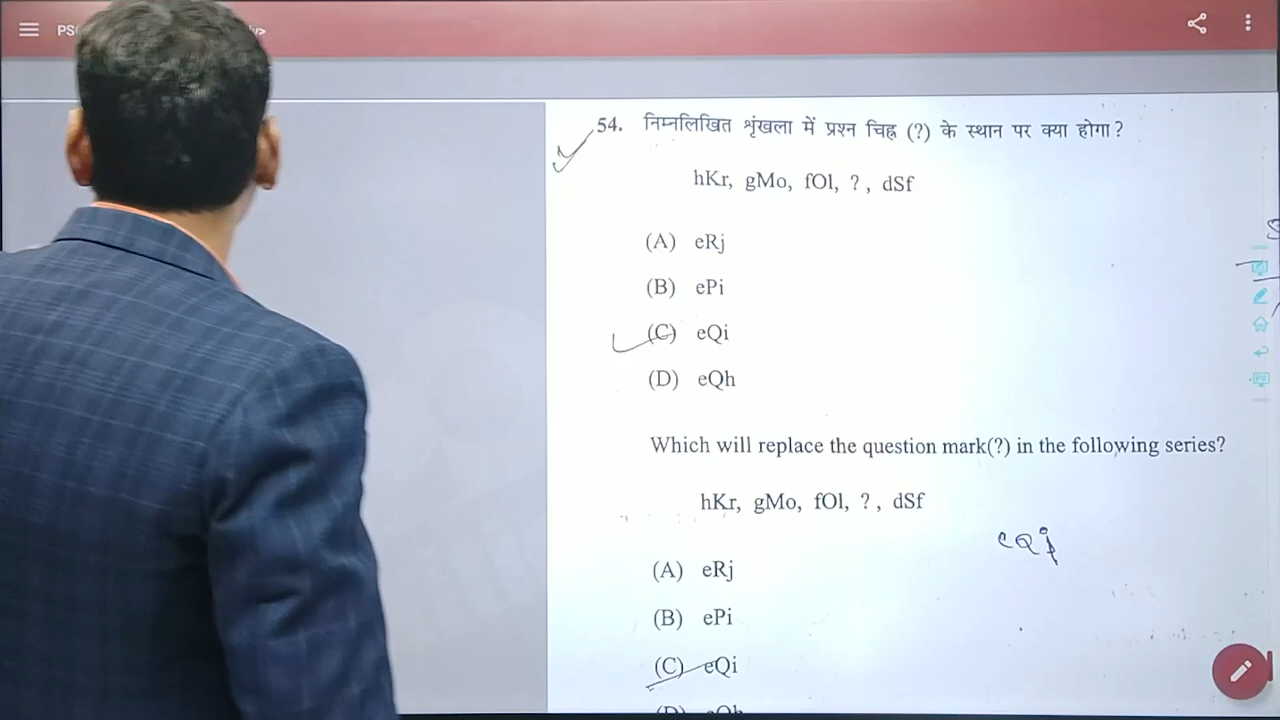 54. निम्नलिखित शृंखला में प्रश्न चिह्न (?) के स्थान पर क्या होगा?
hKr, gMo, fOl, ?, dSf
(A) eRj
(B) ePi
(C) eQi
(D) eQh
Which will replace the question mark(?) in the following series?
hKr, gMo, fOl, ?, dSf
eQi
(A) eRj
(B) ePi
(C) eQi
(D) eQh